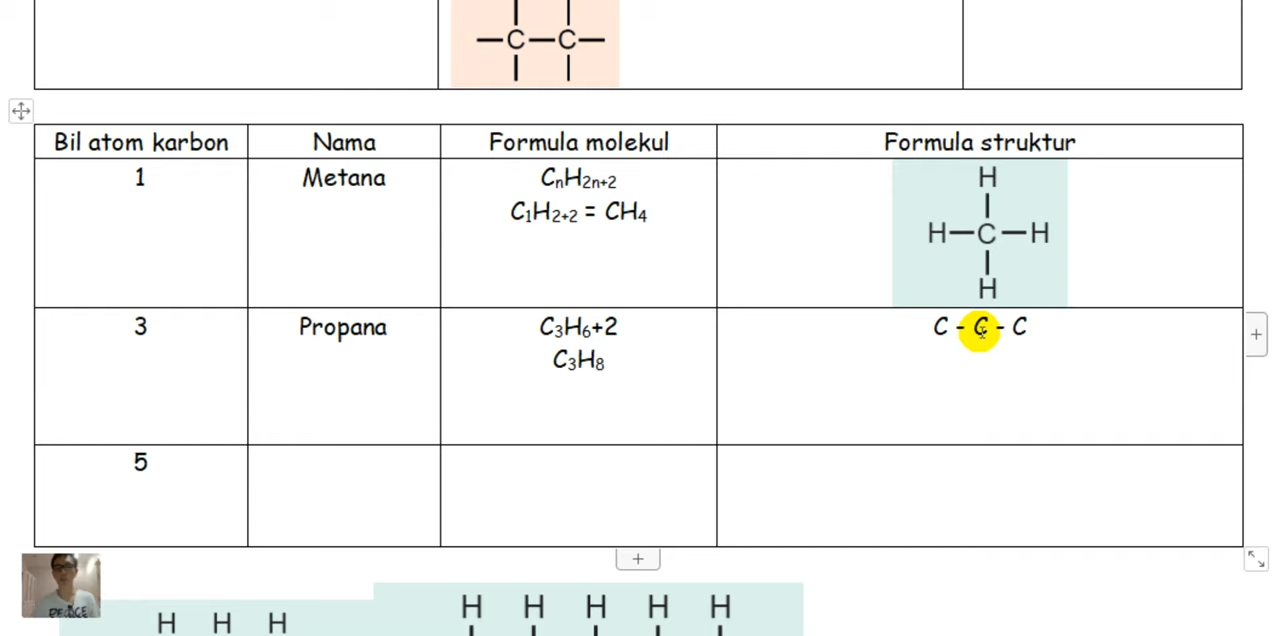 —C—C—
Bil atom karbon Nama Formula molekul Formula struktur
1 Metana CₙH₂ₙ₊₂
C₁H₂₊₂ = CH₄
H
H—C—H
H
3 Propana C₃H₆+2 C - C - C
C₃H₈
5
H H H
H H H H H